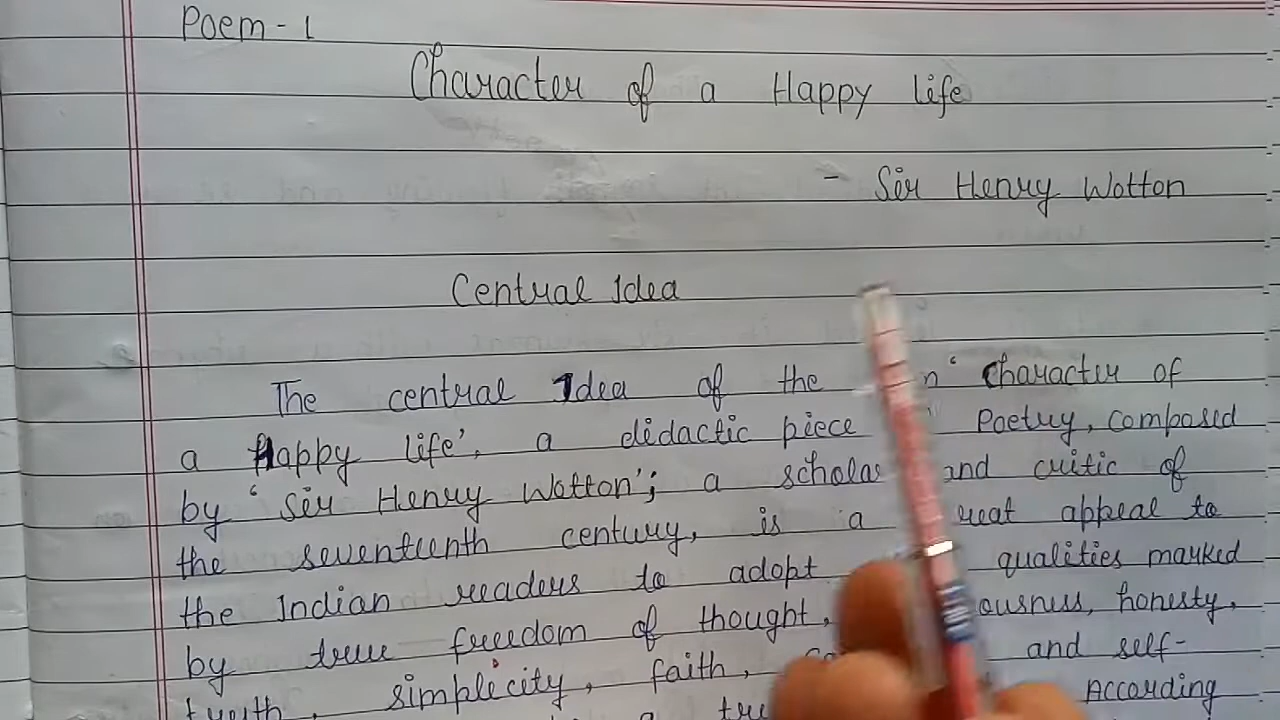 Poem - 1
Character of a Happy life
- Sir Henry Wotton
Central Idea
The central Idea of the 'Character of
a Happy life', a didactic piece Poetry, composed
by 'Sir Henry Wotton'; a scholar and critic of
the seventeenth century, is a great appeal to
the Indian readers to adopt qualities marked
by true freedom of thought, honesty,
truth, simplicity, faith, and self-
a According